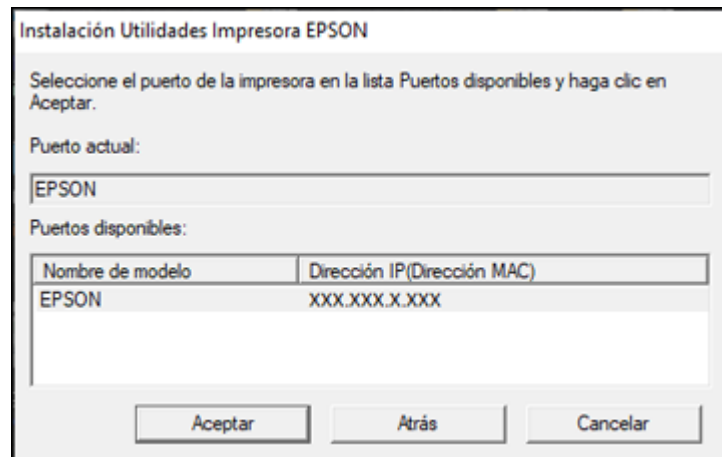 Instalación Utilidades Impresora EPSON
Seleccione el puerto de la impresora en la lista Puertos disponibles y haga clic en
Aceptar.
Puerto actual:
EPSON
Puertos disponibles:
Nombre de modelo Dirección IP(Dirección MAC)
EPSON XXX.XXX.X.XXX
Aceptar Atrás Cancelar